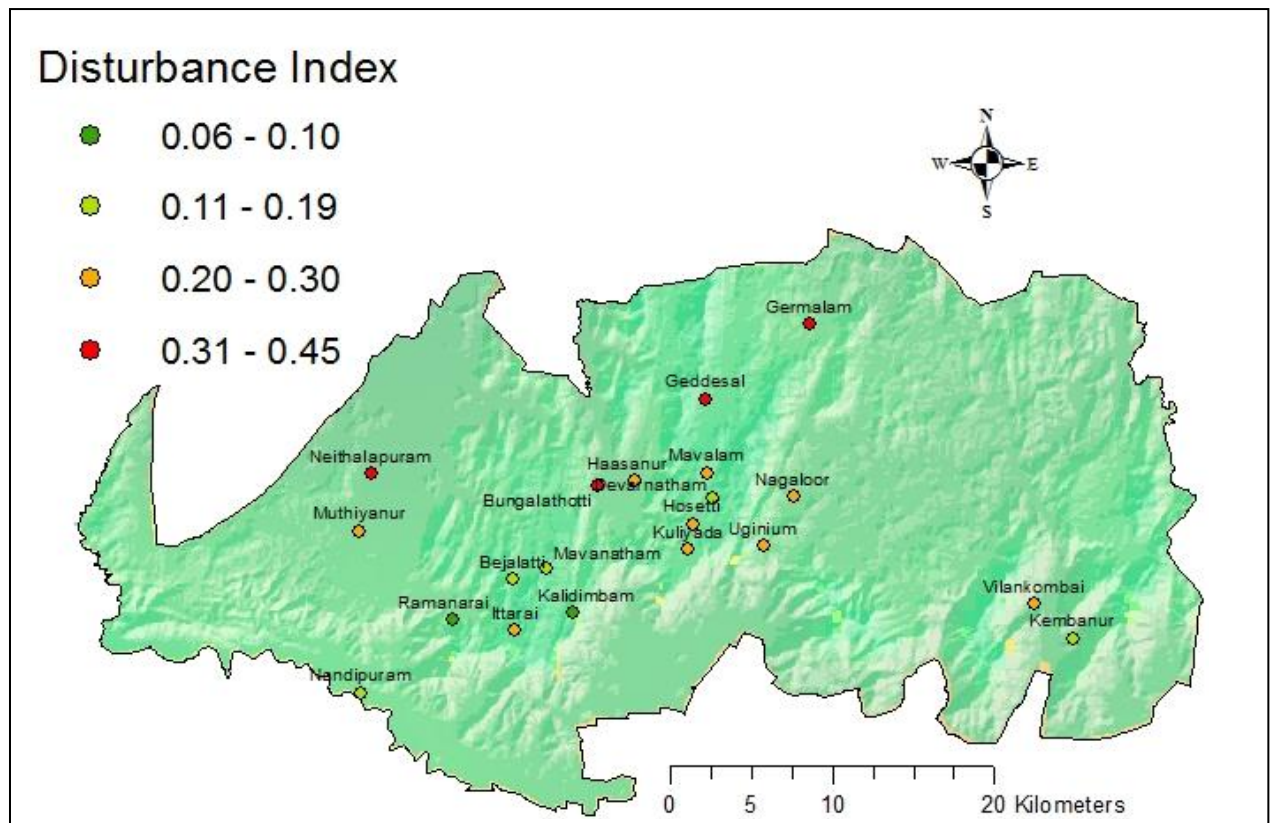 Disturbance Index
0.06 - 0.10
0.11 - 0.19
0.20 - 0.30
0.31 - 0.45
N
W E
S
Germalam
Geddesal
Neithalapuram
Haasanur
Mavalam
Bungalathotti
Devarnatham
Nagaloor
Muthiyanur
Hosetti
Kuliyada
Uginium
Bejalatti
Mavanatham
Ramanarai
Ittarai
Kalidimbam
Vilankombai
Kembanur
Nandipuram
0 5 10 20 Kilometers